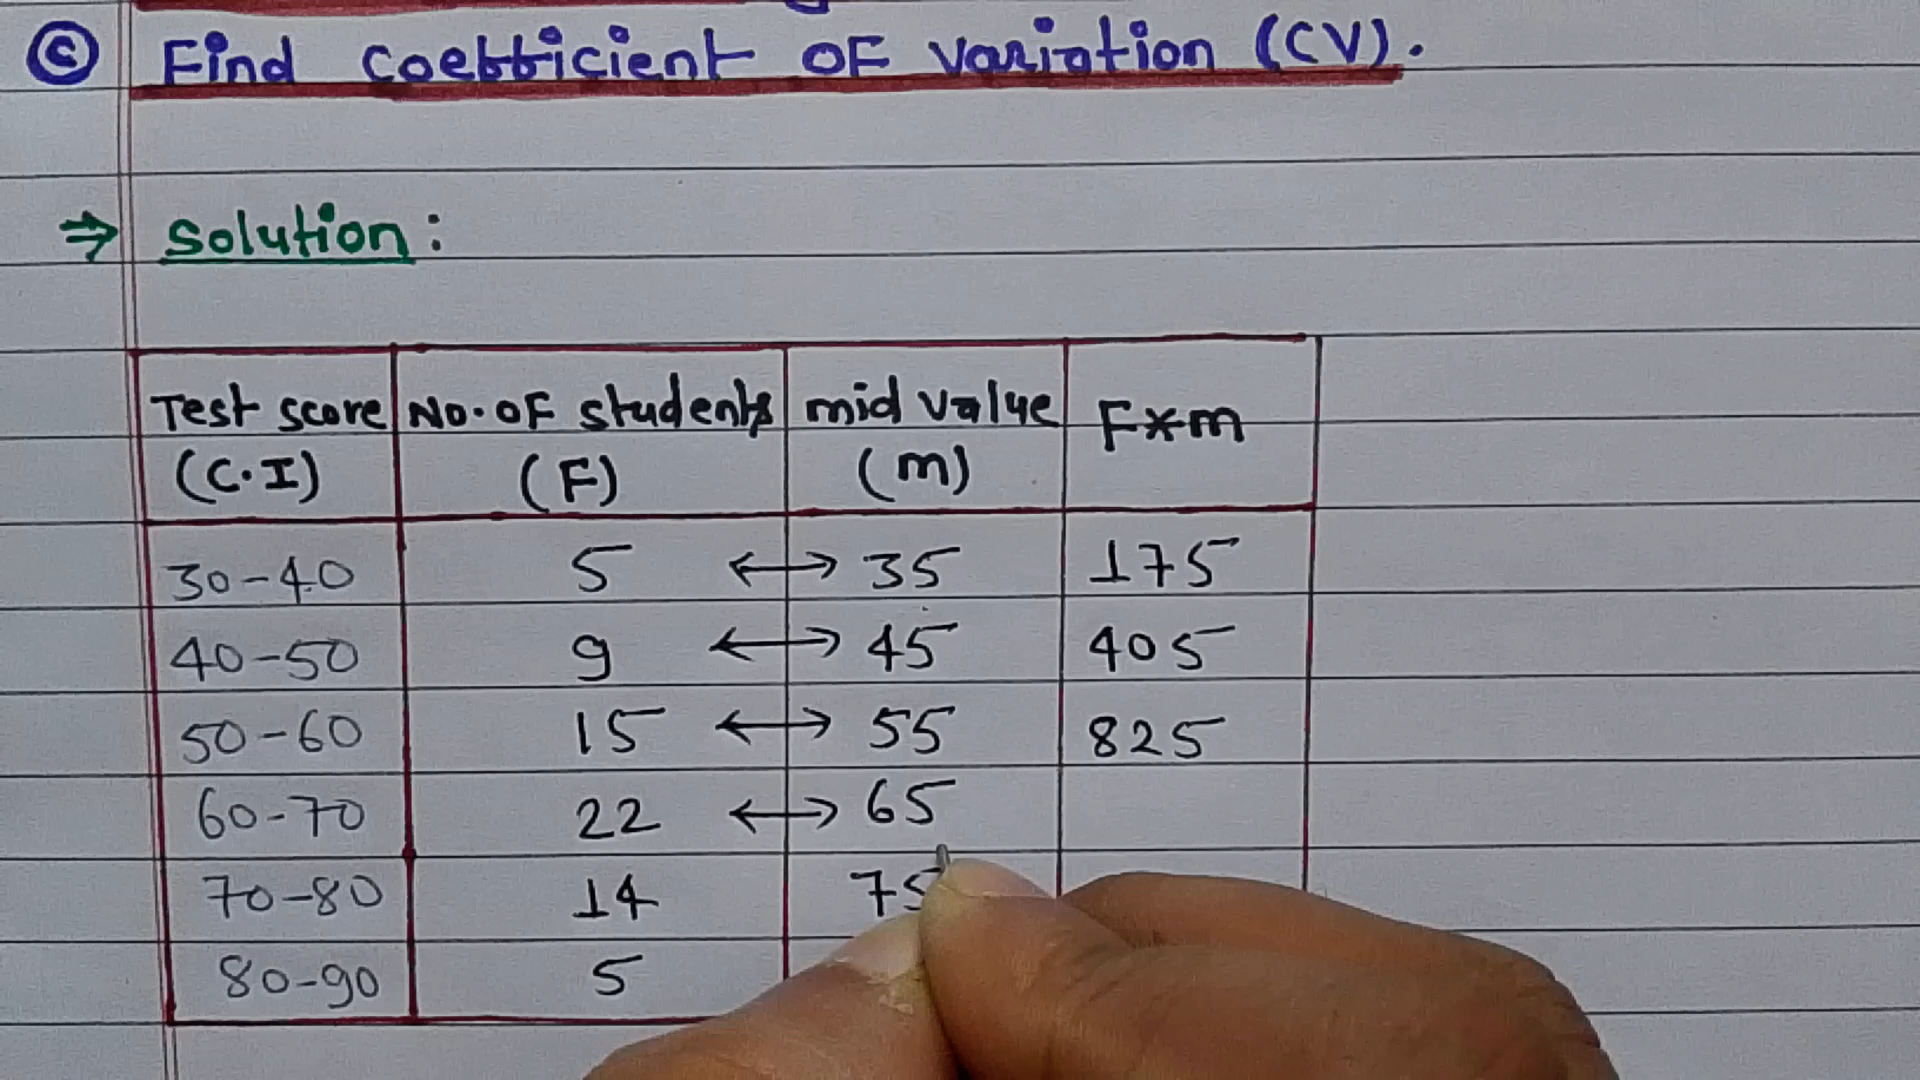 © Find coefficient OF variation (CV).
⇒ Solution:
Test score No. OF students mid value F*m
(C.I) (F) (m)
30-40 5 ↔ 35 175
40-50 9 ↔ 45 405
50-60 15 ↔ 55 825
60-70 22 ↔ 65
70-80 14 75
80-90 5